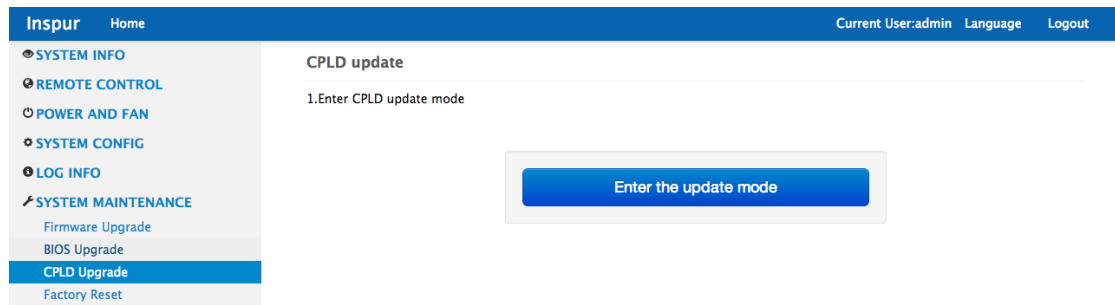 Inspur Home Current User:admin Language Logout
SYSTEM INFO
REMOTE CONTROL
POWER AND FAN
SYSTEM CONFIG
LOG INFO
SYSTEM MAINTENANCE
Firmware Upgrade
BIOS Upgrade
CPLD Upgrade
Factory Reset
CPLD update
1.Enter CPLD update mode
Enter the update mode